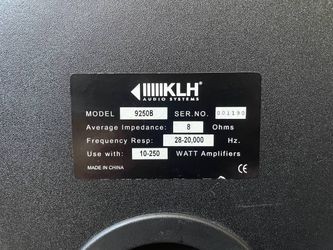 KLH®
AUDIO SYSTEMS
MODEL 9250B SER.NO. 001190
Average Impedance: 8 Ohms
Frequency Resp: 28-20,000 Hz.
Use with: 10-250 WATT Amplifiers
MADE IN CHINA CE